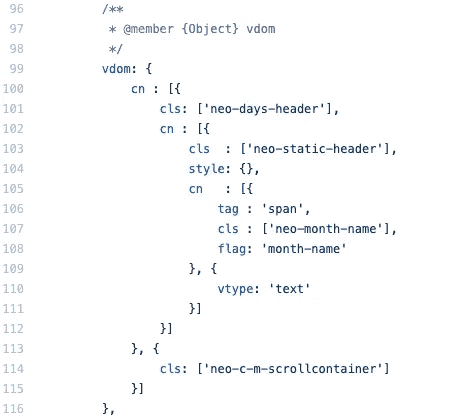 96 /**
97 * @member {Object} vdom
98 */
99 vdom: {
100 cn : [{
101 cls: ['neo-days-header'],
102 cn : [{
103 cls : ['neo-static-header'],
104 style: {},
105 cn : [{
106 tag : 'span',
107 cls : ['neo-month-name'],
108 flag: 'month-name'
109 }, {
110 vtype: 'text'
111 }]
112 }]
113 }, {
114 cls: ['neo-c-m-scrollcontainer']
115 }]
116 },